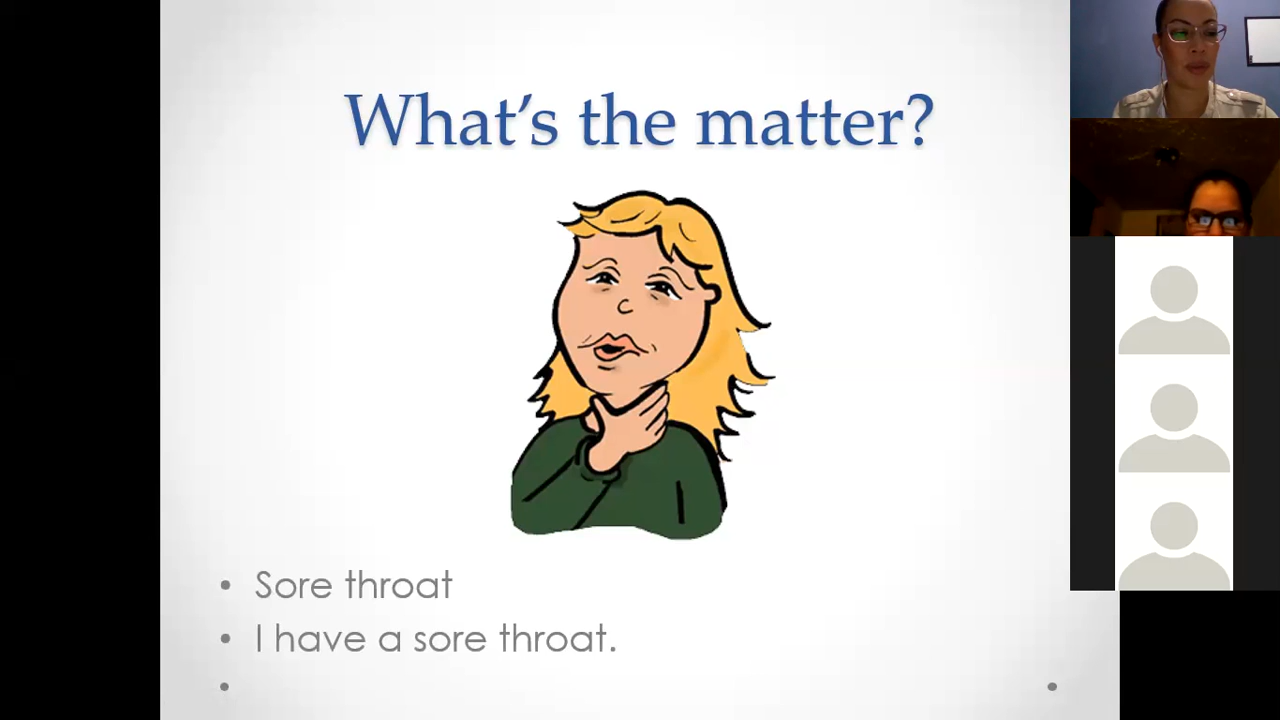 What's the matter?
• Sore throat
• I have a sore throat.